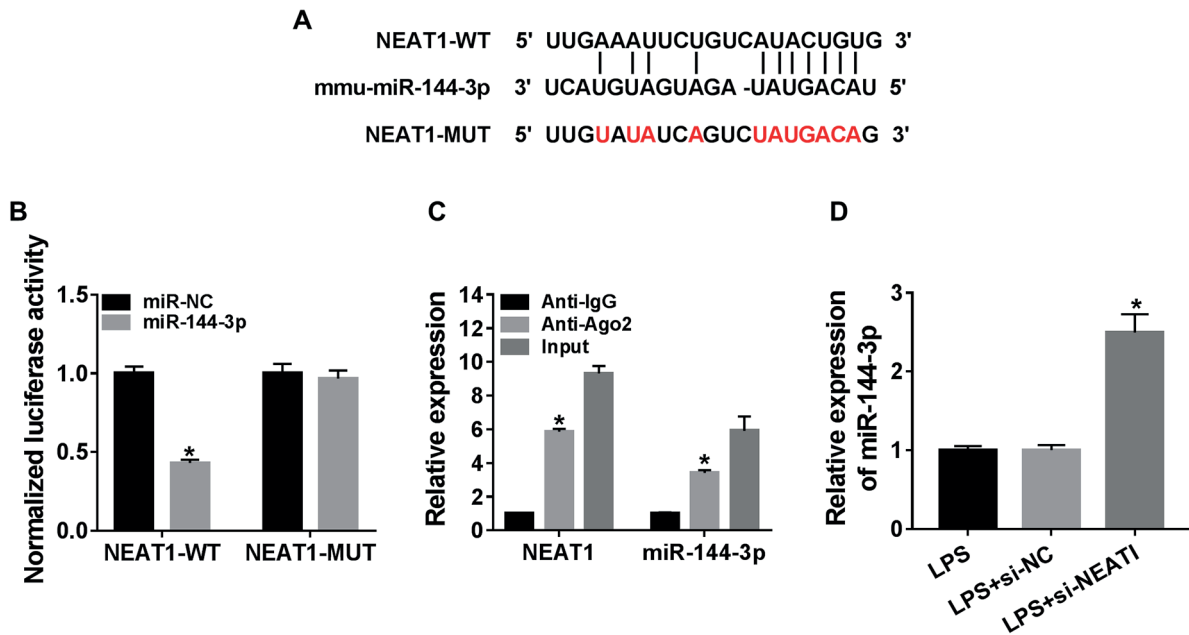 A
NEAT1-WT 5' UUGAAAUUCUGUCAUACUGUG 3'
mmu-miR-144-3p 3' UCAUGUAGUAGA -UAUGACAU 5'
NEAT1-MUT 5' UUGUAUAUCAGUCUAUGACAG 3'
B
Normalized luciferase activity
1.5
1.0
0.5
0.0
miR-NC
miR-144-3p
*
NEAT1-WT NEAT1-MUT
C
Relative expression
14
12
10
8
6
4
2
0
Anti-IgG
Anti-Ago2
Input
*
*
NEAT1 miR-144-3p
D
Relative expression
of miR-144-3p
3
2
1
0
*
LPS
LPS+si-NC
LPS+si-NEATI